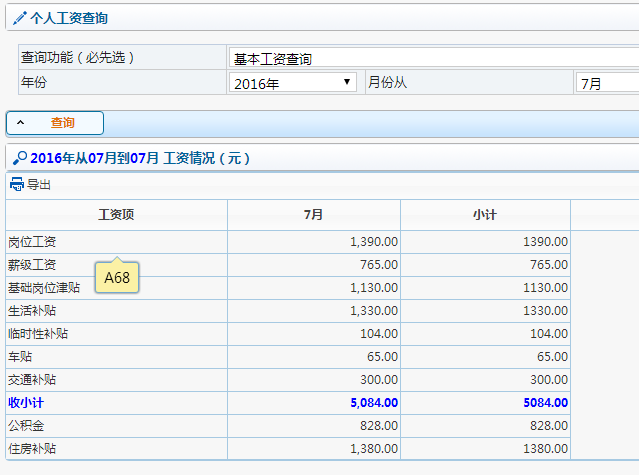 个人工资查询
查询功能（必先选） 基本工资查询
年份 2016年 月份从 7月
查询
2016年从07月到07月 工资情况（元）
导出
工资项 7月 小计
岗位工资 1,390.00 1390.00
薪级工资 765.00 765.00
A68
基础岗位津贴 1,130.00 1130.00
生活补贴 1,330.00 1330.00
临时性补贴 104.00 104.00
车贴 65.00 65.00
交通补贴 300.00 300.00
收小计 5,084.00 5084.00
公积金 828.00 828.00
住房补贴 1,380.00 1380.00